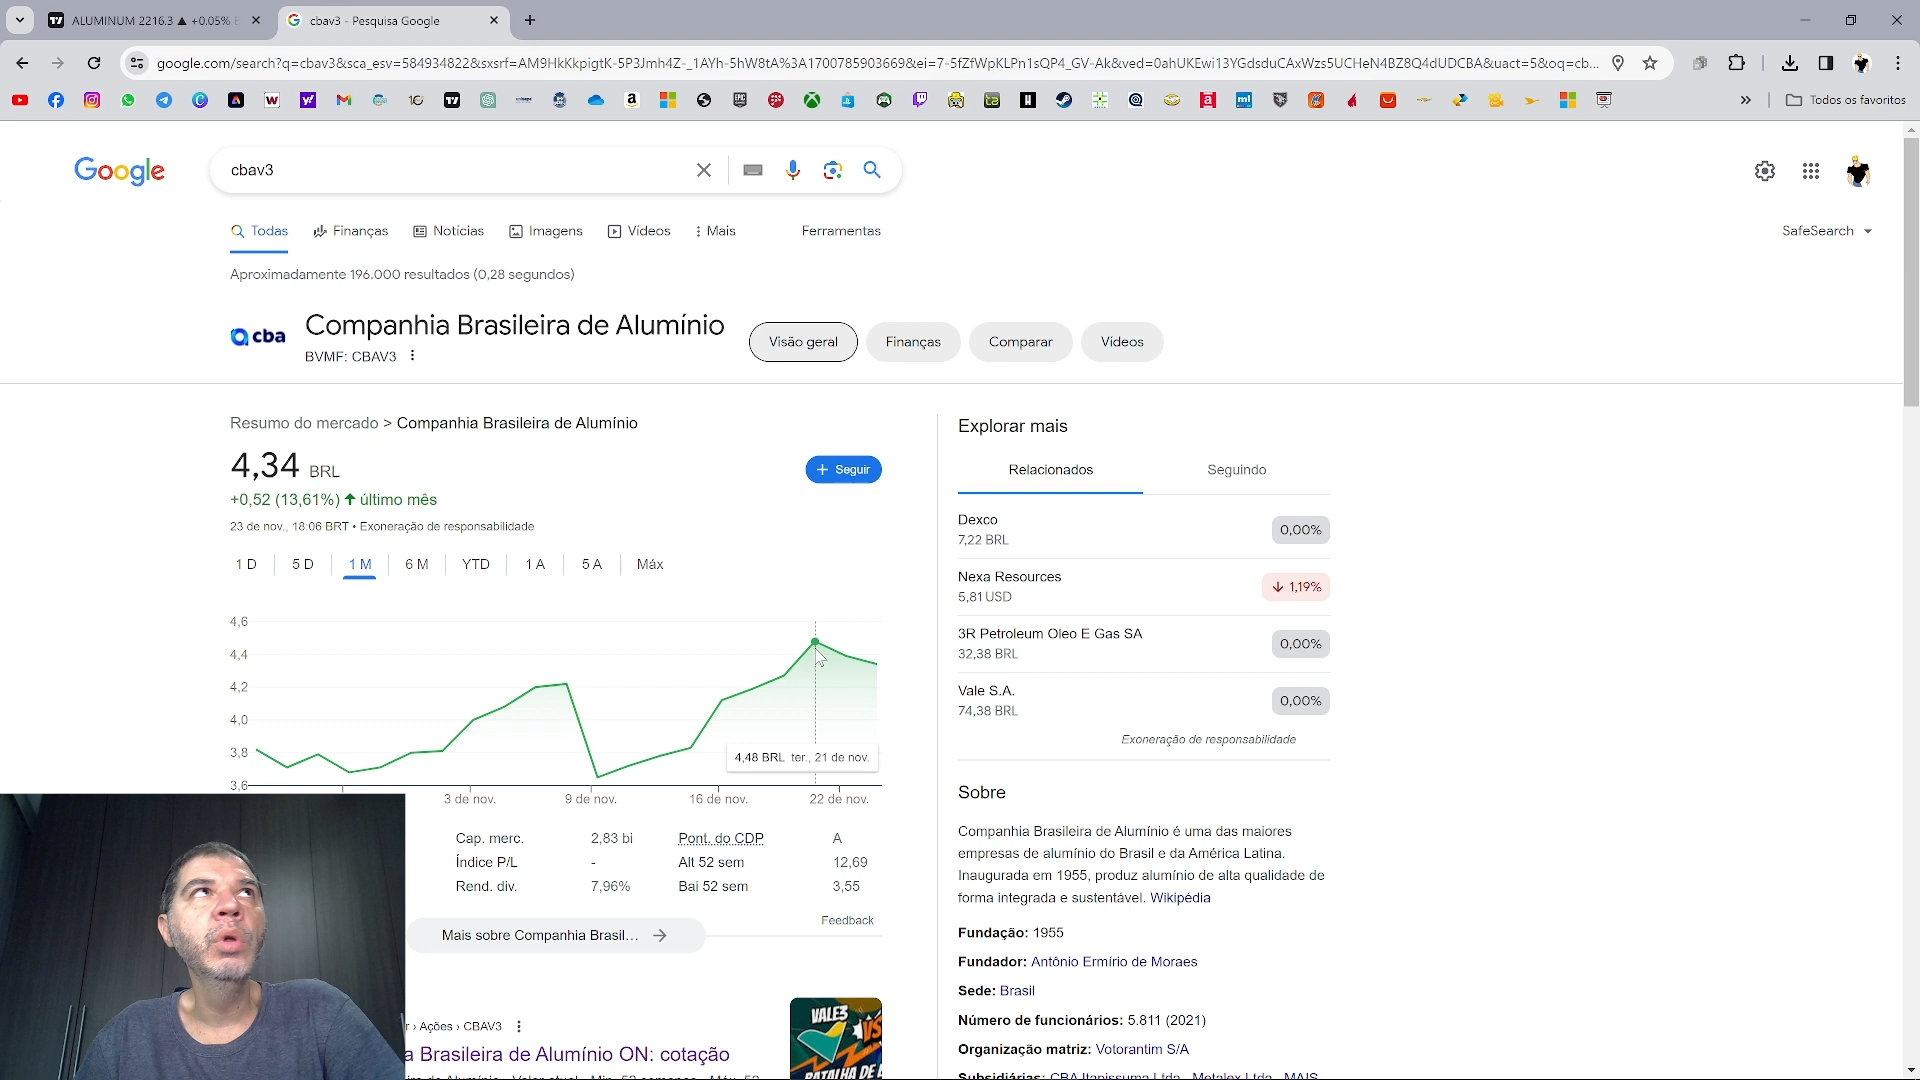 ALUMINUM 2216.3 ▲ +0.05%
cbav3 - Pesquisa Google
google.com/search?q=cbav3&sca_esv=584934822&sxsrf=AM9HkKkpigtK-5P3Jmh4Z-_1AYh-5hW8tA%3A1700785903669&ei=7-5fZfWpKLPn1sQP4_GV-Ak&ved=0ahUKEwi13YGdsduCAxWzs5UCHeN4BZ8Q4dUDCBA&uact=5&oq=cb...
Todos os favoritos
Google
cbav3
Todas
Finanças
Notícias
Imagens
Vídeos
Mais
Ferramentas
SafeSearch
Aproximadamente 196.000 resultados (0,28 segundos)
cba
Companhia Brasileira de Alumínio
BVMF: CBAV3
Visão geral
Finanças
Comparar
Vídeos
Resumo do mercado > Companhia Brasileira de Alumínio
4,34 BRL
+ Seguir
+0,52 (13,61%) ↑ último mês
23 de nov., 18:06 BRT • Exoneração de responsabilidade
1 D
5 D
1 M
6 M
YTD
1 A
5 A
Máx
4,6
4,4
4,2
4,0
3,8
3,6
4,48 BRL ter., 21 de nov.
3 de nov.
9 de nov.
16 de nov.
22 de nov.
Cap. merc. 2,83 bi Pont. do CDP A
Índice P/L - Alt 52 sem 12,69
Rend. div. 7,96% Bai 52 sem 3,55
Feedback
Mais sobre Companhia Brasil... →
r › Ações › CBAV3
a Brasileira de Alumínio ON: cotação
VALE3
VS
BATALHA DE
Explorar mais
Relacionados
Seguindo
Dexco
7,22 BRL
0,00%
Nexa Resources
5,81 USD
↓ 1,19%
3R Petroleum Oleo E Gas SA
32,38 BRL
0,00%
Vale S.A.
74,38 BRL
0,00%
Exoneração de responsabilidade
Sobre
Companhia Brasileira de Alumínio é uma das maiores
empresas de alumínio do Brasil e da América Latina.
Inaugurada em 1955, produz alumínio de alta qualidade de
forma integrada e sustentável. Wikipédia
Fundação: 1955
Fundador: Antônio Ermírio de Moraes
Sede: Brasil
Número de funcionários: 5.811 (2021)
Organização matriz: Votorantim S/A
Subsidiárias: CBA Itapissuma Ltda., Metalex Ltda., MAIS